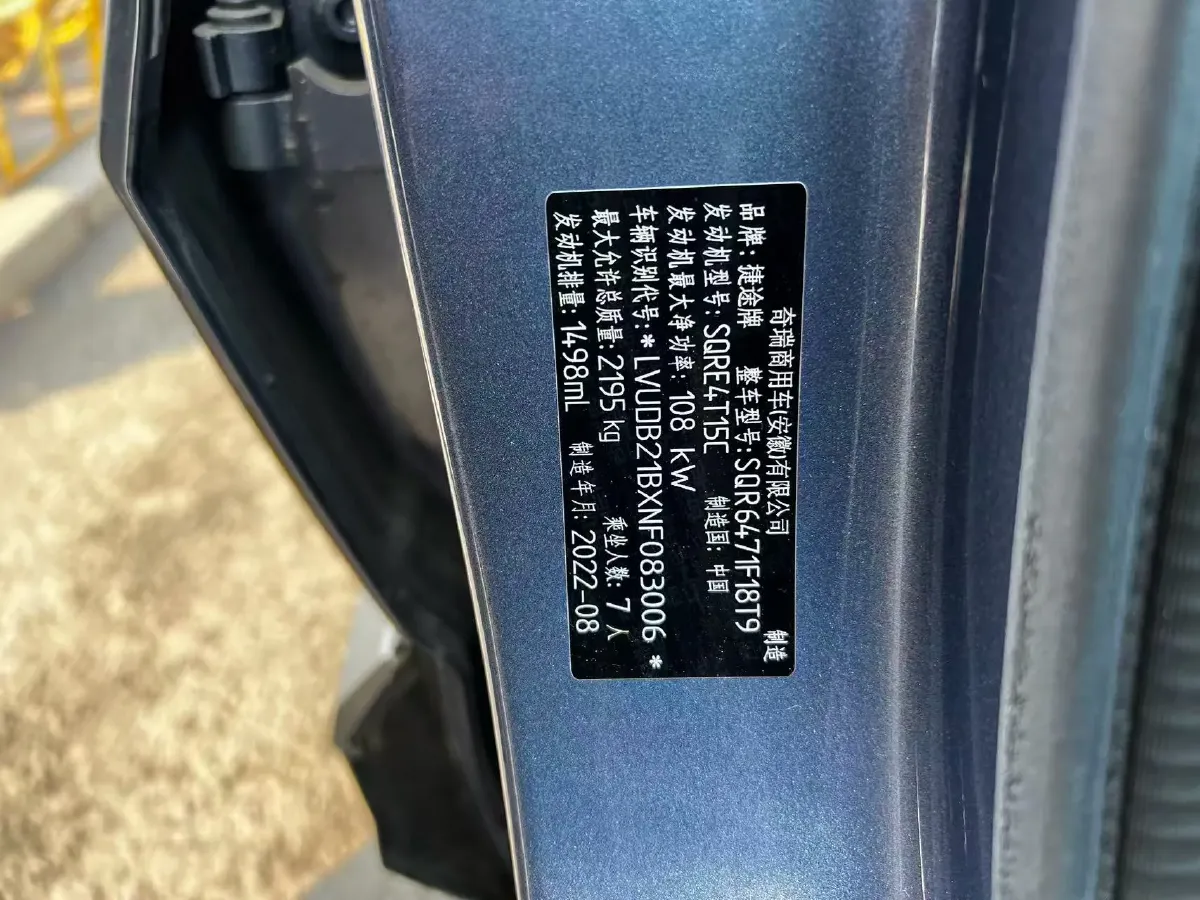 奇瑞商用车(安徽)有限公司 制造
品牌:捷途牌 整车型号:SQR6471F18T9
发动机型号:SQRE4T15C 制造国:中国
发动机最大净功率:108 kW
车辆识别代号:*LVUDB21BXNF083006*
最大允许总质量:2195 kg 乘坐人数:7人
发动机排量:1498mL 制造年月:2022-08